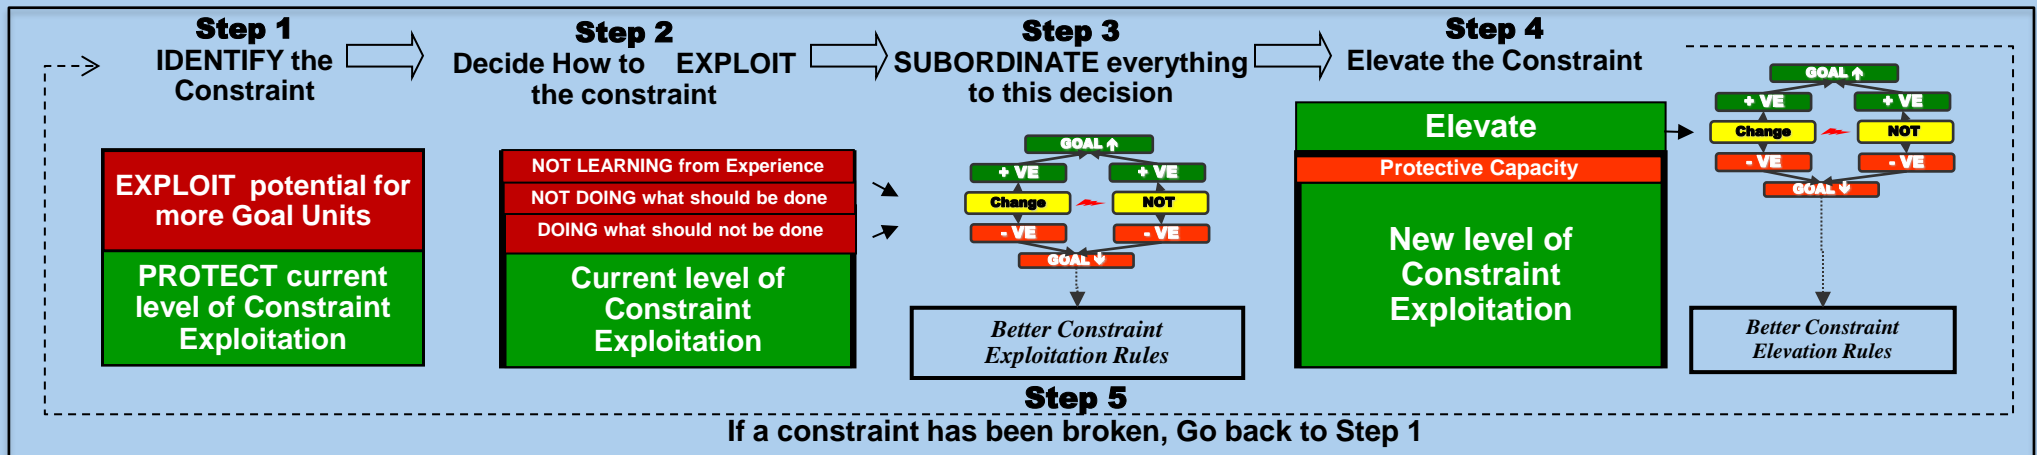 Step 1
IDENTIFY the
Constraint
EXPLOIT potential for
more Goal Units
PROTECT current
level of Constraint
Exploitation
Step 2
Decide How to EXPLOIT
the constraint
NOT LEARNING from Experience
NOT DOING what should be done
DOING what should not be done
Current level of
Constraint
Exploitation
Step 3
SUBORDINATE everything
to this decision
GOAL ↑
+ VE + VE
Change NOT
- VE - VE
GOAL ↓
Better Constraint
Exploitation Rules
Step 4
Elevate the Constraint
Elevate
Protective Capacity
New level of
Constraint
Exploitation
GOAL ↑
+ VE + VE
Change NOT
- VE - VE
GOAL ↓
Better Constraint
Elevation Rules
Step 5
If a constraint has been broken, Go back to Step 1